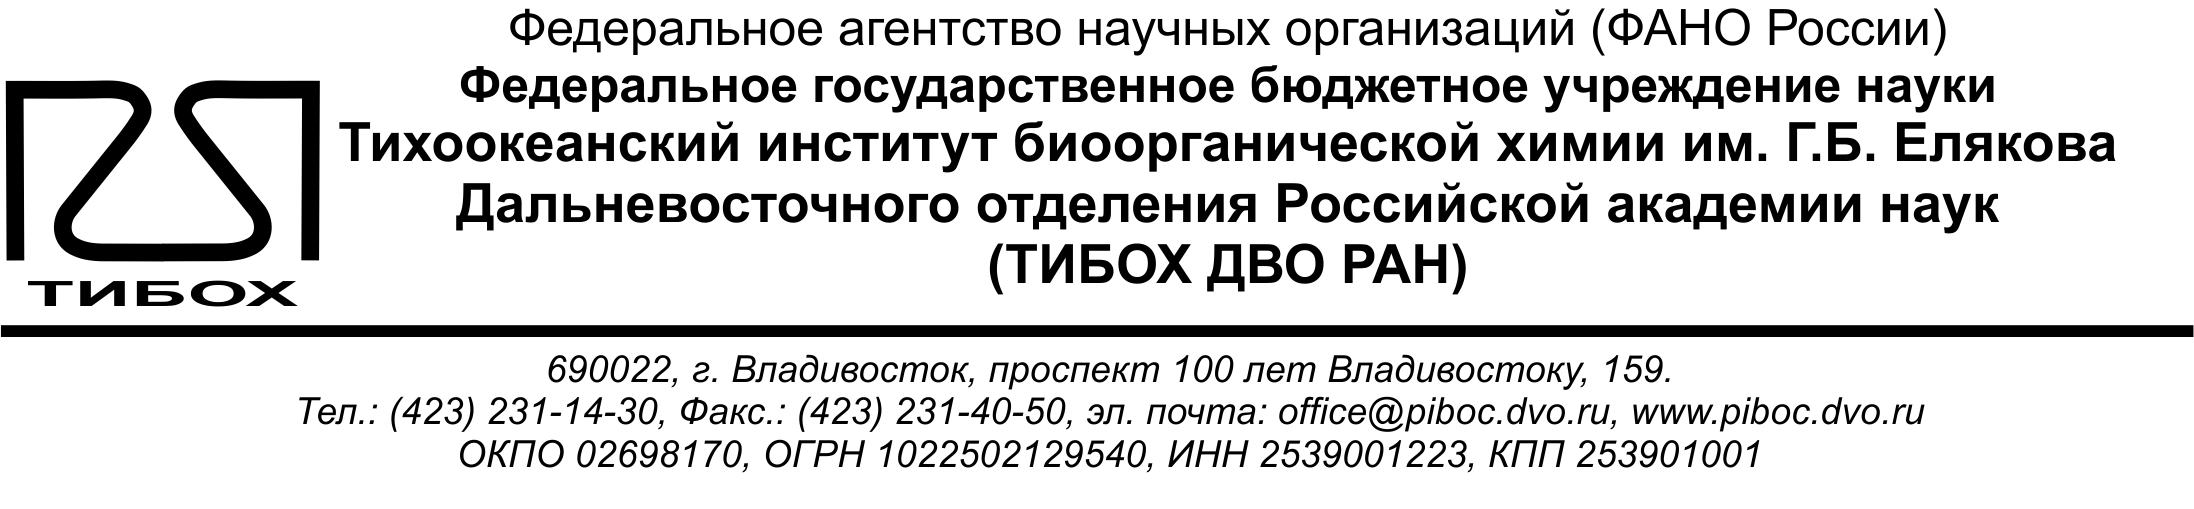 Федеральное агентство научных организаций (ФАНО России)
Федеральное государственное бюджетное учреждение науки
Тихоокеанский институт биоорганической химии им. Г.Б. Елякова
Дальневосточного отделения Российской академии наук
(ТИБОХ ДВО РАН)
ТИБОХ
690022, г. Владивосток, проспект 100 лет Владивостоку, 159.
Тел.: (423) 231-14-30, Факс.: (423) 231-40-50, эл. почта: office@piboc.dvo.ru, www.piboc.dvo.ru
ОКПО 02698170, ОГРН 1022502129540, ИНН 2539001223, КПП 253901001